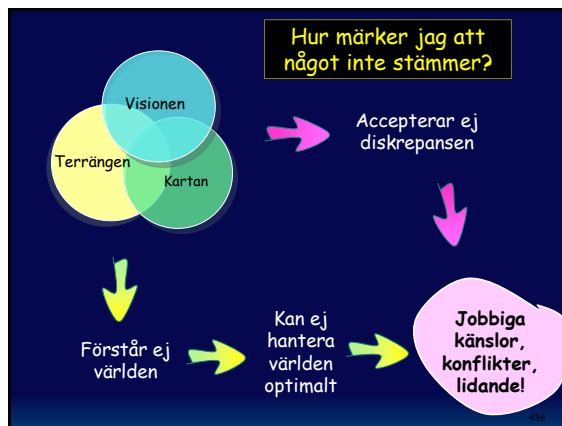 Hur märker jag att
något inte stämmer?
Visionen
Terrängen
Kartan
Accepterar ej
diskrepansen
Förstår ej
världen
Kan ej
hantera
världen
optimalt
Jobbiga
känslor,
konflikter,
lidande!
436